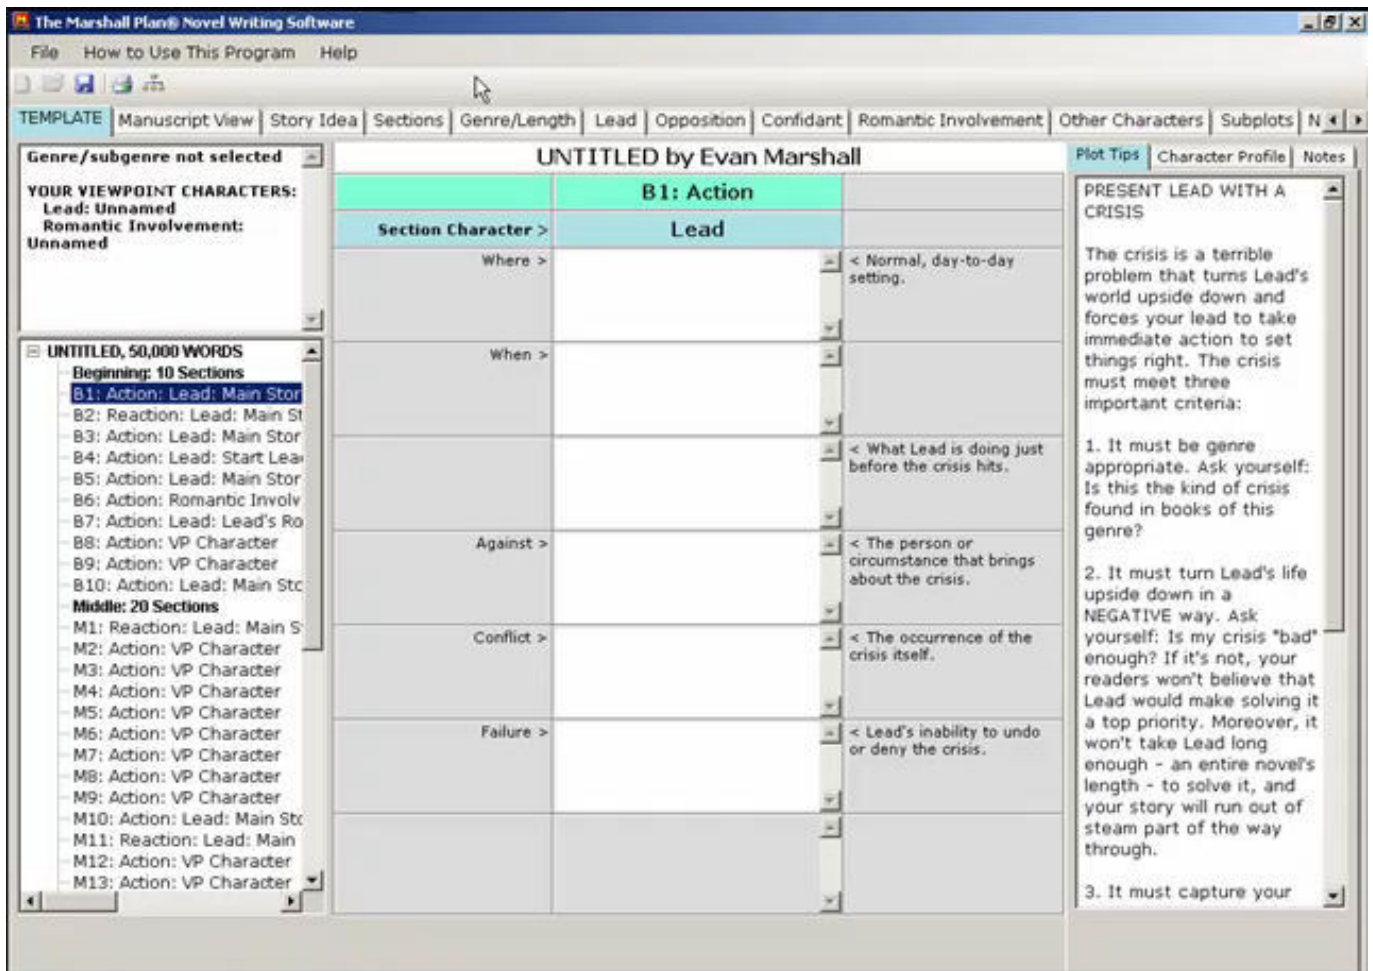 The Marshall Plan® Novel Writing Software
File How to Use This Program Help
TEMPLATE Manuscript View Story Idea Sections Genre/Length Lead Opposition Confidant Romantic Involvement Other Characters Subplots N
Genre/subgenre not selected
YOUR VIEWPOINT CHARACTERS:
Lead: Unnamed
Romantic Involvement:
Unnamed
UNTITLED, 50,000 WORDS
Beginning: 10 Sections
B1: Action: Lead: Main Stor
B2: Reaction: Lead: Main St
B3: Action: Lead: Main Stor
B4: Action: Lead: Start Lea
B5: Action: Lead: Main Stor
B6: Action: Romantic Involv
B7: Action: Lead: Lead's Ro
B8: Action: VP Character
B9: Action: VP Character
B10: Action: Lead: Main Sto
Middle: 20 Sections
M1: Reaction: Lead: Main S
M2: Action: VP Character
M3: Action: VP Character
M4: Action: VP Character
M5: Action: VP Character
M6: Action: VP Character
M7: Action: VP Character
M8: Action: VP Character
M9: Action: VP Character
M10: Action: Lead: Main Sto
M11: Reaction: Lead: Main
M12: Action: VP Character
M13: Action: VP Character
UNTITLED by Evan Marshall
B1: Action
Section Character > Lead
Where >
< Normal, day-to-day
setting.
When >
< What Lead is doing just
before the crisis hits.
Against >
< The person or
circumstance that brings
about the crisis.
Conflict >
< The occurrence of the
crisis itself.
Failure >
< Lead's inability to undo
or deny the crisis.
Plot Tips Character Profile Notes
PRESENT LEAD WITH A
CRISIS
The crisis is a terrible
problem that turns Lead's
world upside down and
forces your lead to take
immediate action to set
things right. The crisis
must meet three
important criteria:
1. It must be genre
appropriate. Ask yourself:
Is this the kind of crisis
found in books of this
genre?
2. It must turn Lead's life
upside down in a
NEGATIVE way. Ask
yourself: Is my crisis "bad"
enough? If it's not, your
readers won't believe that
Lead would make solving it
a top priority. Moreover, it
won't take Lead long
enough - an entire novel's
length - to solve it, and
your story will run out of
steam part of the way
through.
3. It must capture your